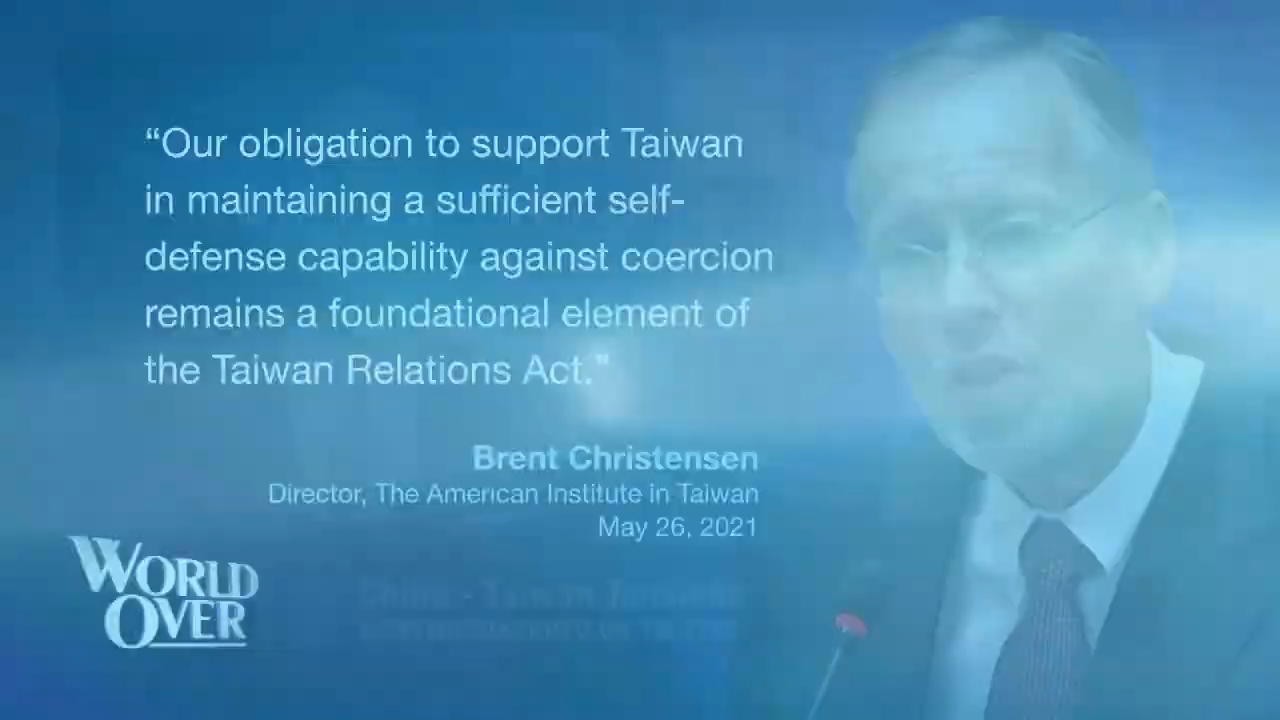 “Our obligation to support Taiwan
in maintaining a sufficient self-
defense capability against coercion
remains a foundational element of
the Taiwan Relations Act.”
Brent Christensen
Director, The American Institute in Taiwan
May 26, 2021
WORLD
OVER